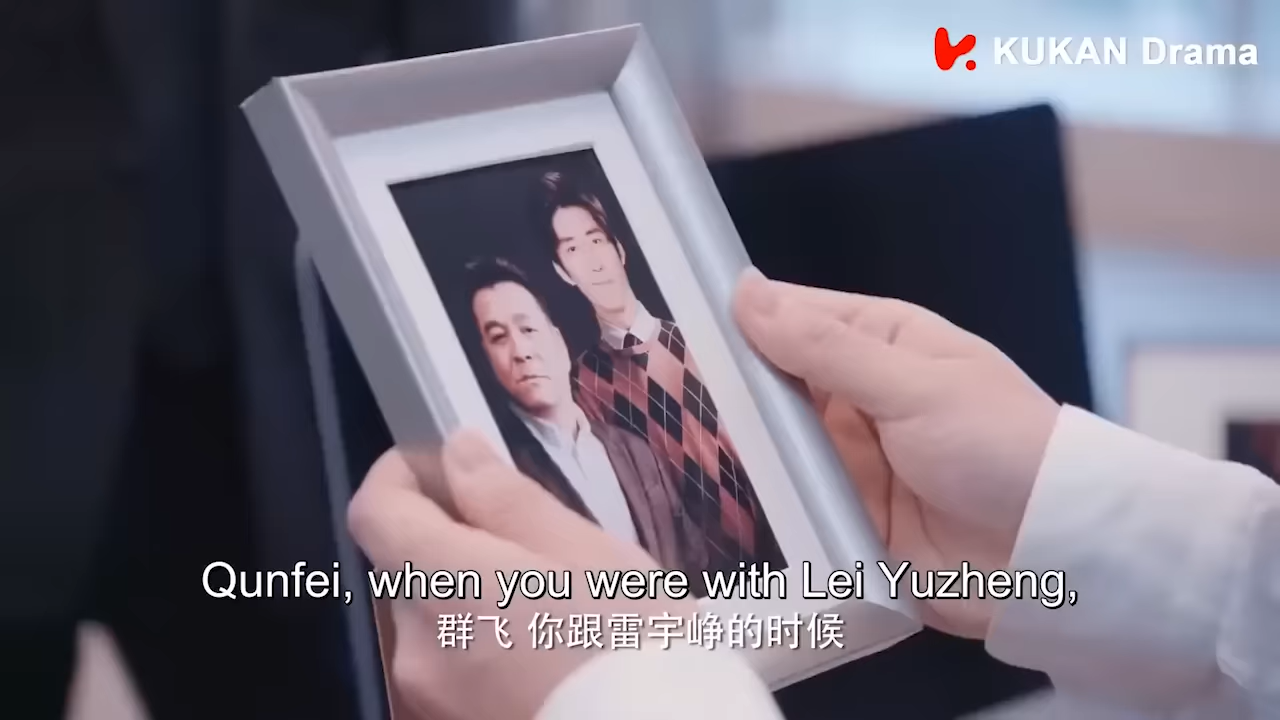 KUKAN Drama
Qunfei, when you were with Lei Yuzheng,
群飞 你跟雷宇峥的时候